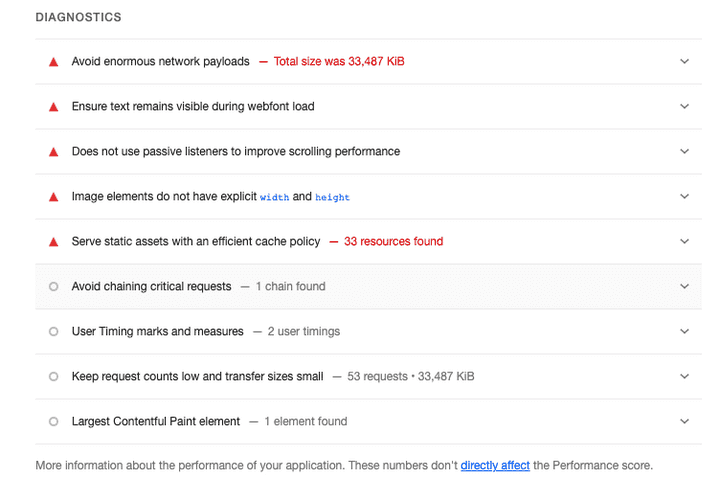 DIAGNOSTICS
Avoid enormous network payloads — Total size was 33,487 KiB
Ensure text remains visible during webfont load
Does not use passive listeners to improve scrolling performance
Image elements do not have explicit width and height
Serve static assets with an efficient cache policy — 33 resources found
Avoid chaining critical requests — 1 chain found
User Timing marks and measures — 2 user timings
Keep request counts low and transfer sizes small — 53 requests • 33,487 KiB
Largest Contentful Paint element — 1 element found
More information about the performance of your application. These numbers don't directly affect the Performance score.